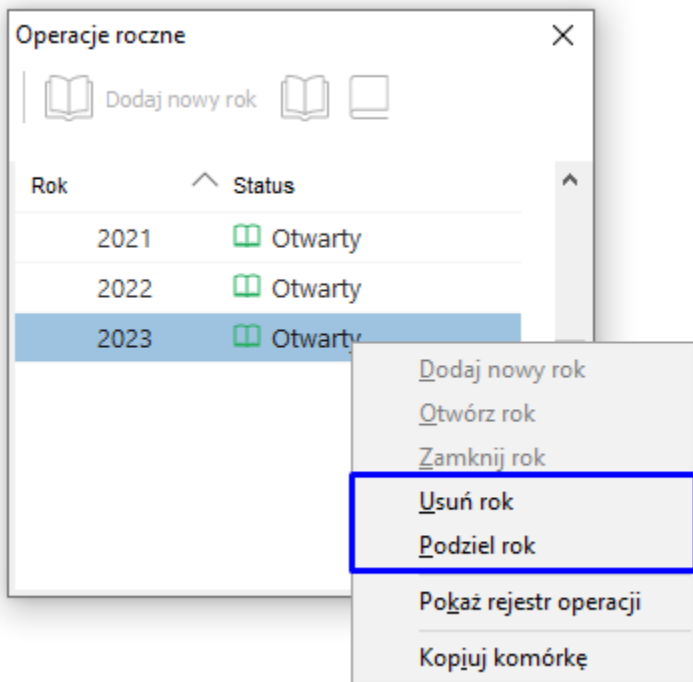 Operacje roczne
Dodaj nowy rok
Rok Status
2021 Otwarty
2022 Otwarty
2023 Otwarty
Dodaj nowy rok
Otwórz rok
Zamknij rok
Usuń rok
Podziel rok
Pokaż rejestr operacji
Kopiuj komórkę